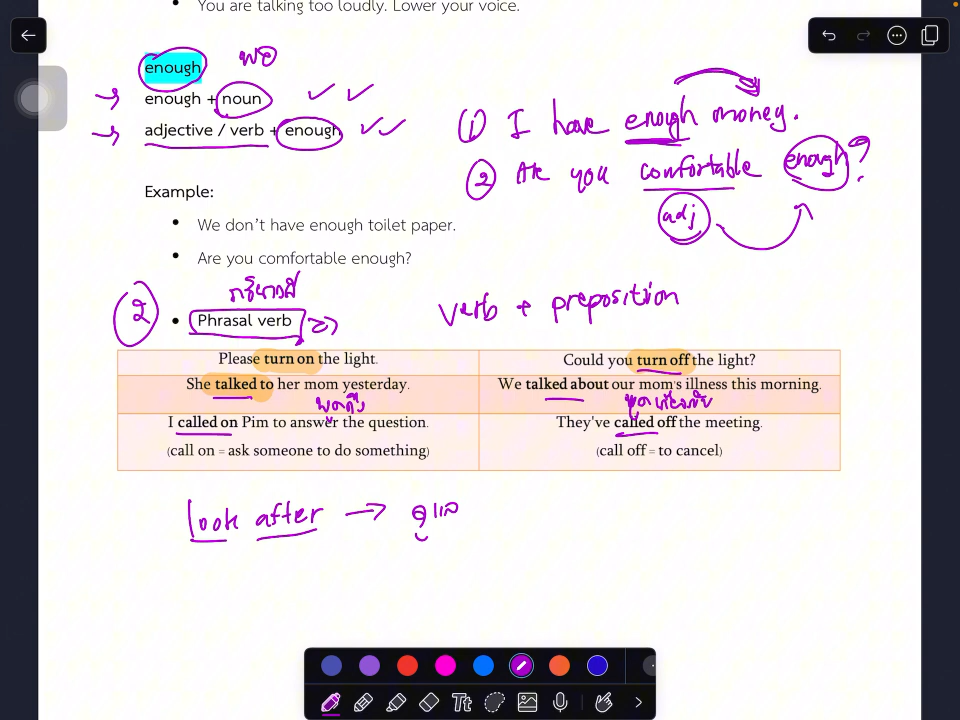 You are talking too loudly. Lower your voice.
enough พอ
enough + noun
adjective / verb + enough
① I have enough money.
② Are you comfortable enough?
adj
Example:
We don't have enough toilet paper.
Are you comfortable enough?
กริยาวลี
② Phrasal verb
verb + preposition
Please turn on the light.
Could you turn off the light?
She talked to her mom yesterday.
We talked about our mom's illness this morning.
พูดถึง
พูดเกี่ยวกับ
I called on Pim to answer the question.
They've called off the meeting.
(call on = ask someone to do something)
(call off = to cancel)
look after → ดูแล
Tt